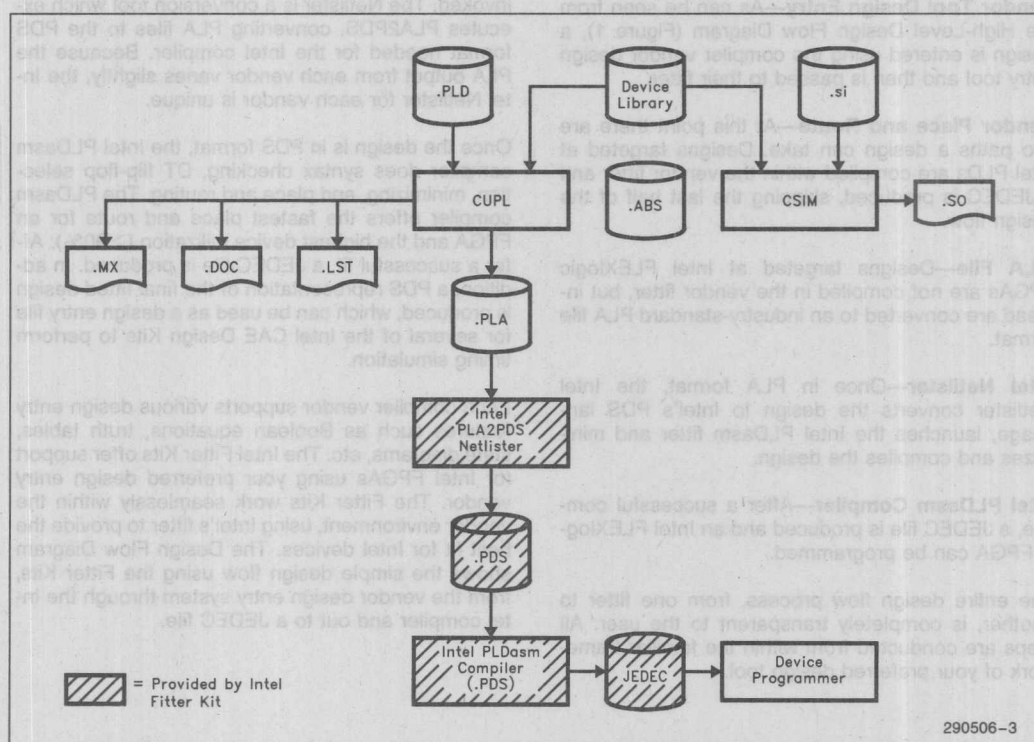 .PLD
Device
Library
.si
CUPL
.ABS
CSIM
.SO
.MX
.DOC
.LST
.PLA
Intel
PLA2PDS
Netlister
.PDS
Intel PLDasm
Compiler
(.PDS)
JEDEC
Device
Programmer
= Provided by Intel
Fitter Kit
290506-3